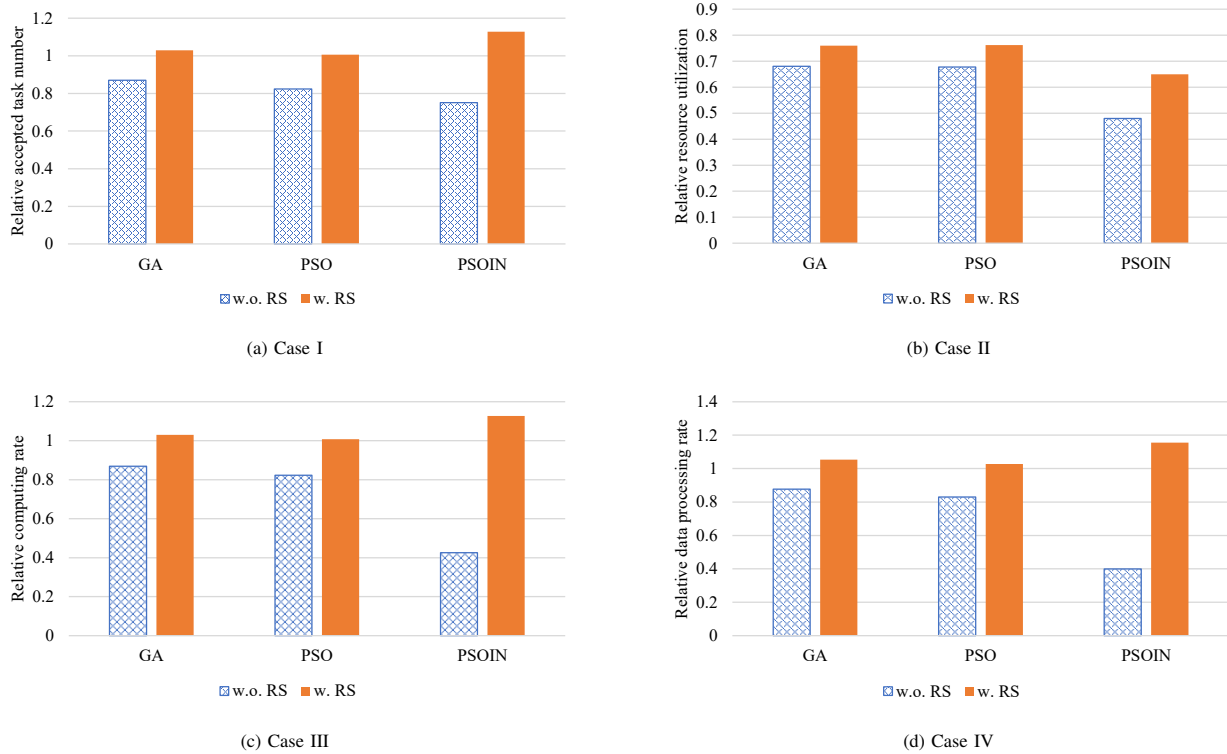 Relative accepted task number
1.2
1
0.8
0.6
0.4
0.2
0
GA PSO PSOIN
w.o. RS w. RS
(a) Case I
Relative resource utilization
0.9
0.8
0.7
0.6
0.5
0.4
0.3
0.2
0.1
0
GA PSO PSOIN
w.o. RS w. RS
(b) Case II
Relative computing rate
1.2
1
0.8
0.6
0.4
0.2
0
GA PSO PSOIN
w.o. RS w. RS
(c) Case III
Relative data processing rate
1.4
1.2
1
0.8
0.6
0.4
0.2
0
GA PSO PSOIN
w.o. RS w. RS
(d) Case IV